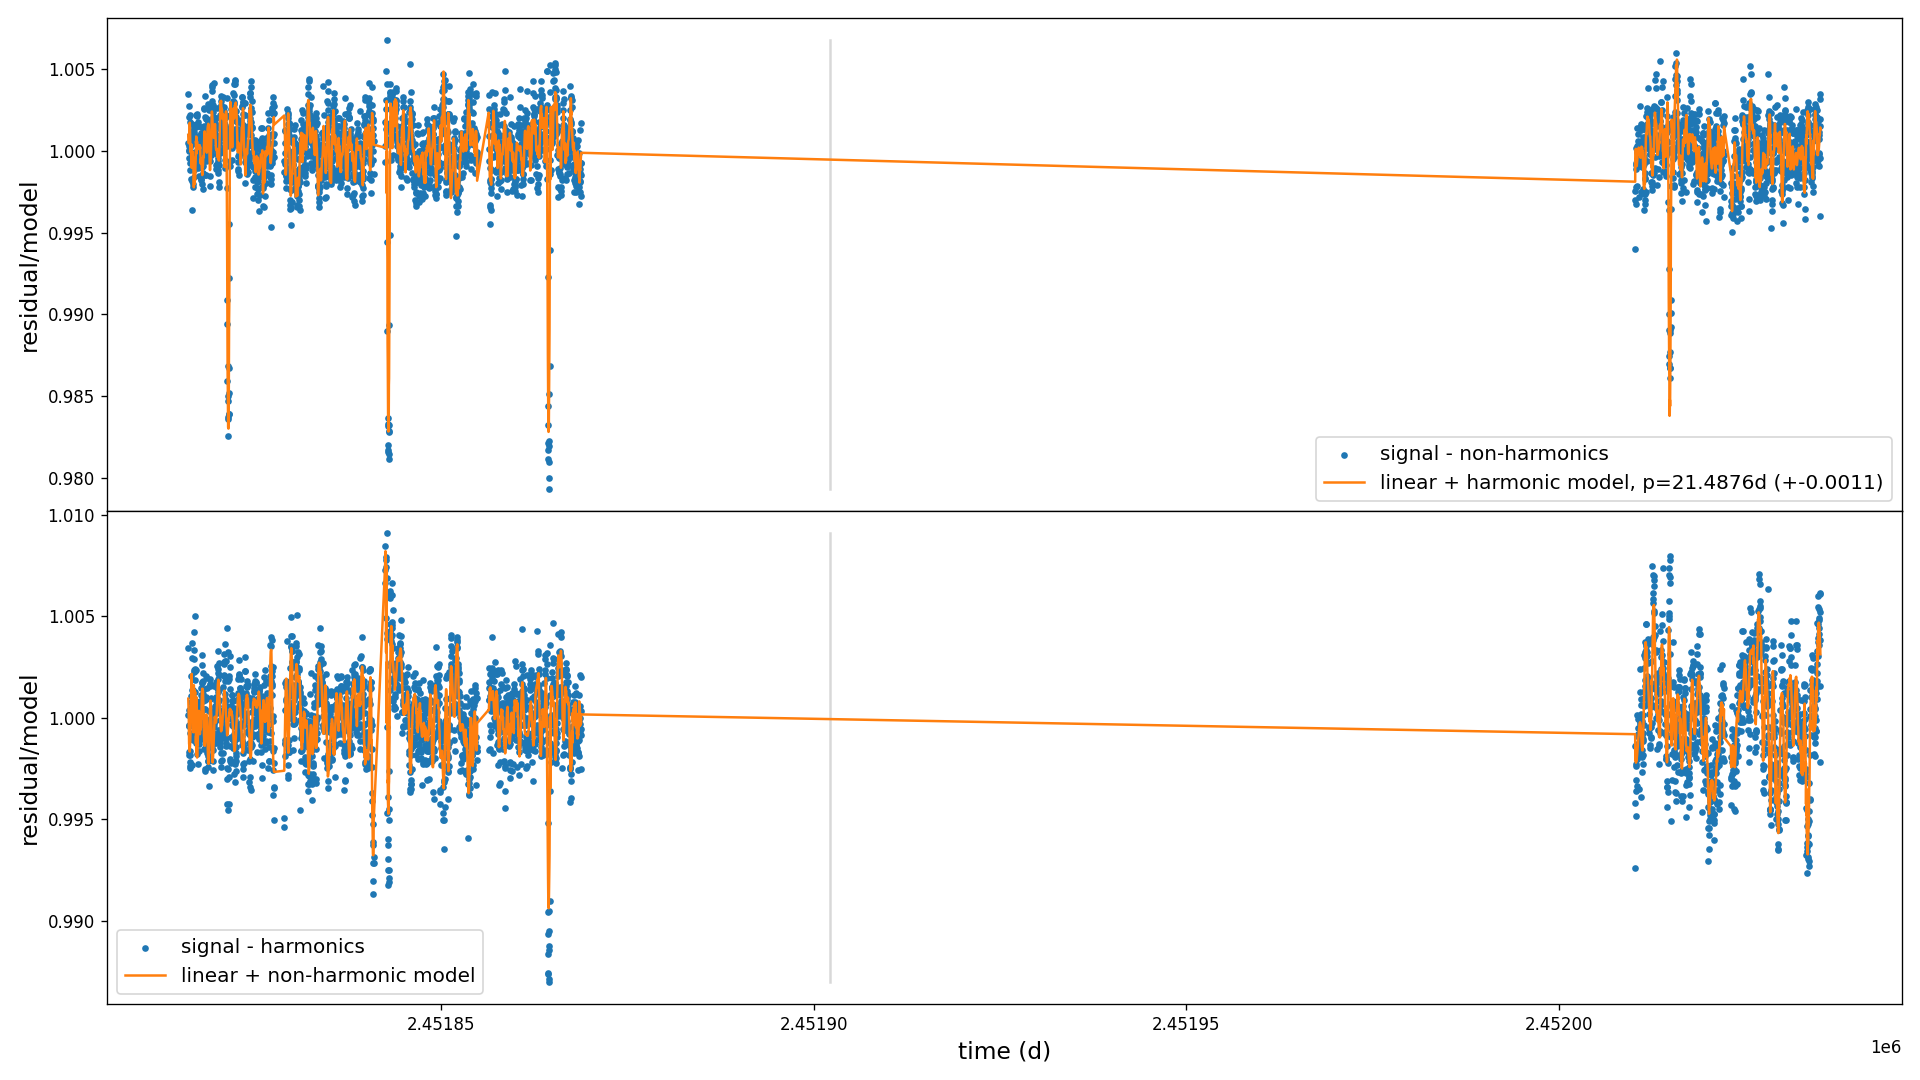 1.005
1.000
0.995
0.990
0.985
0.980
residual/model
signal - non-harmonics
linear + harmonic model, p=21.4876d (+-0.0011)
1.010
1.005
1.000
0.995
0.990
residual/model
signal - harmonics
linear + non-harmonic model
2.45185
2.45190
2.45195
2.45200
1e6
time (d)